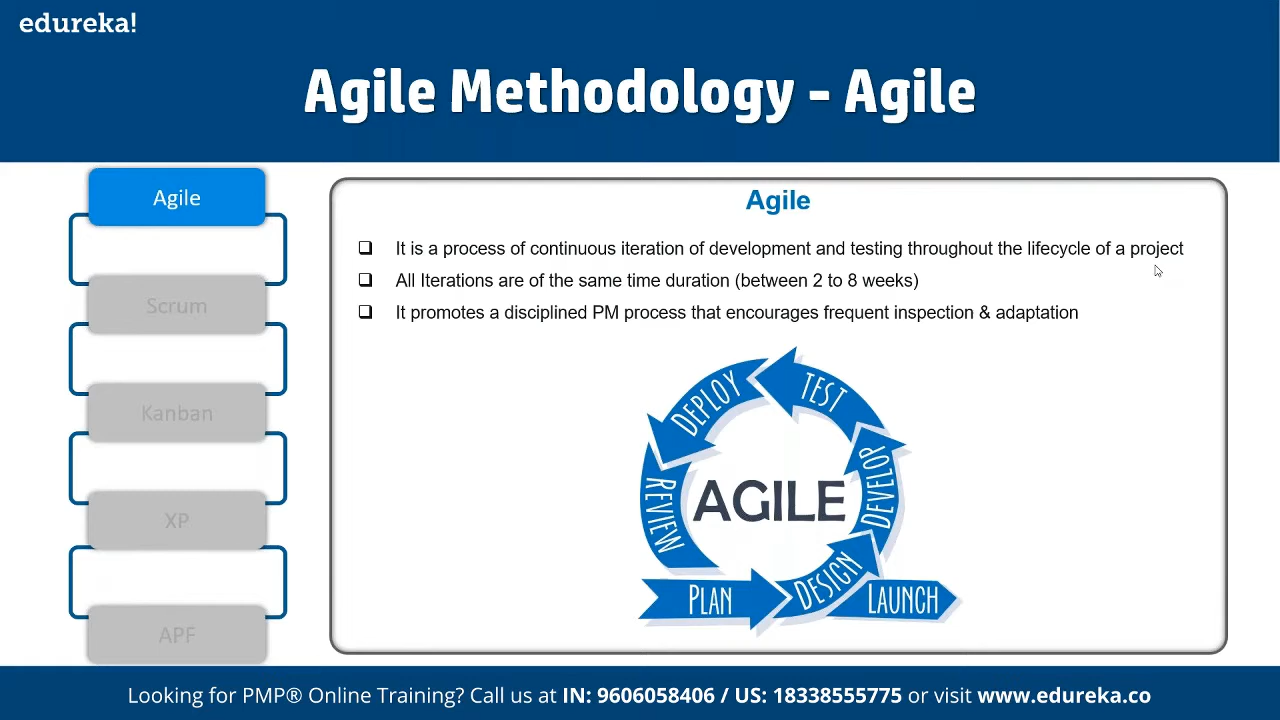 edureka!
Agile Methodology - Agile
Agile
Scrum
Kanban
XP
APF
Agile
It is a process of continuous iteration of development and testing throughout the lifecycle of a project
All Iterations are of the same time duration (between 2 to 8 weeks)
It promotes a disciplined PM process that encourages frequent inspection & adaptation
DEPLOY
TEST
REVIEW
AGILE
DEVELOP
PLAN
DESIGN
LAUNCH
Looking for PMP® Online Training? Call us at IN: 9606058406 / US: 18338555775 or visit www.edureka.co